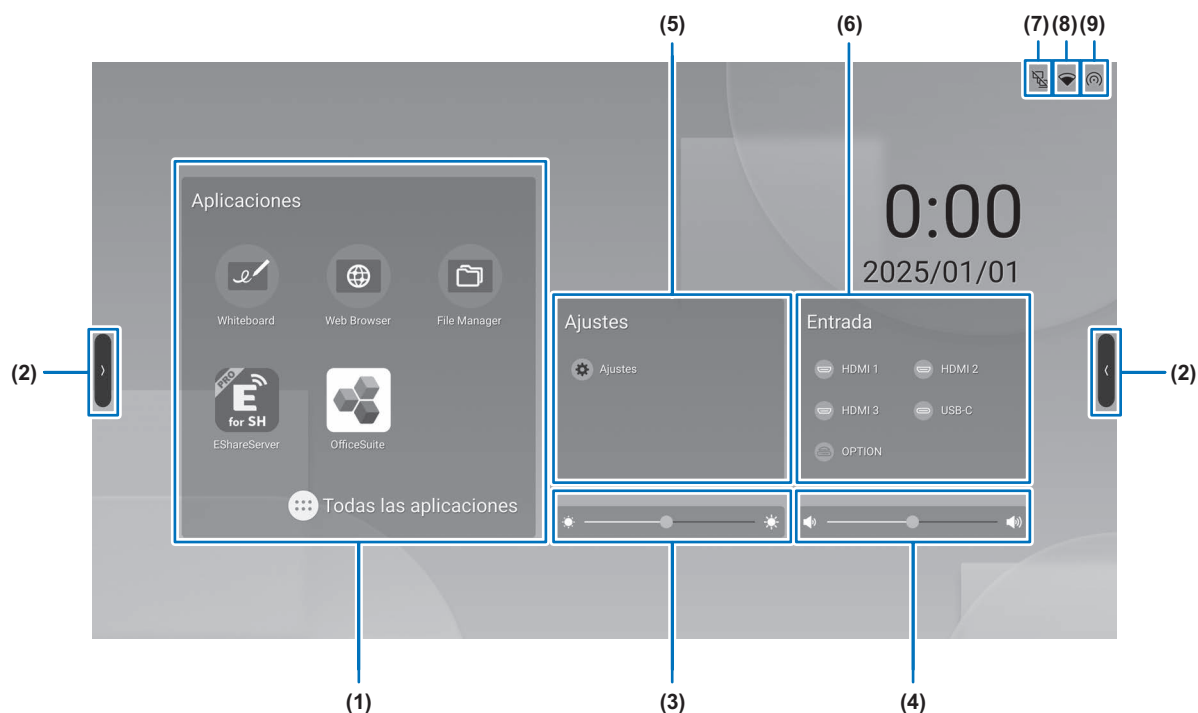 (5)
(6)
(7)(8)(9)
0:00
2025/01/01
Aplicaciones
Whiteboard
Web Browser
File Manager
PRO
E
for SH
EShareServer
OfficeSuite
Todas las aplicaciones
Ajustes
Ajustes
Entrada
HDMI 1
HDMI 2
HDMI 3
USB-C
OPTION
(2)
(2)
(1)
(3)
(4)